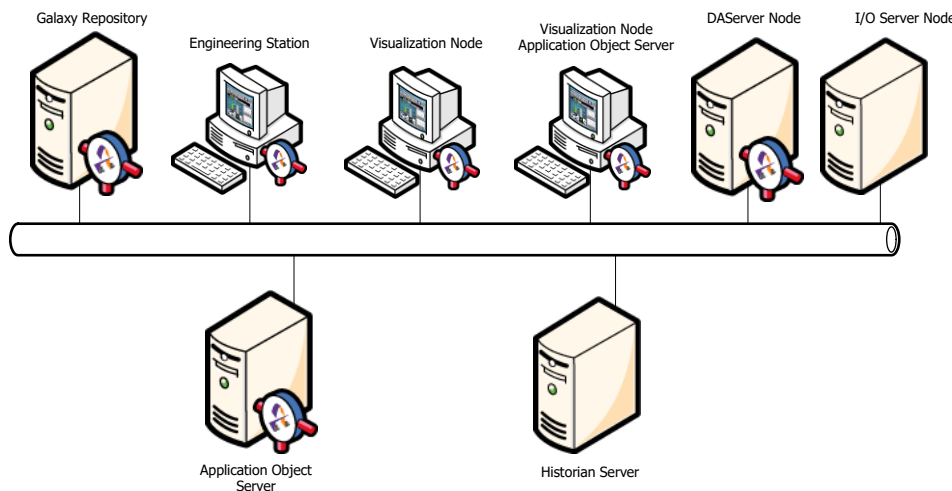 Galaxy Repository
Engineering Station
Visualization Node
Visualization Node
Application Object Server
DAServer Node
I/O Server Node
Application Object
Server
Historian Server